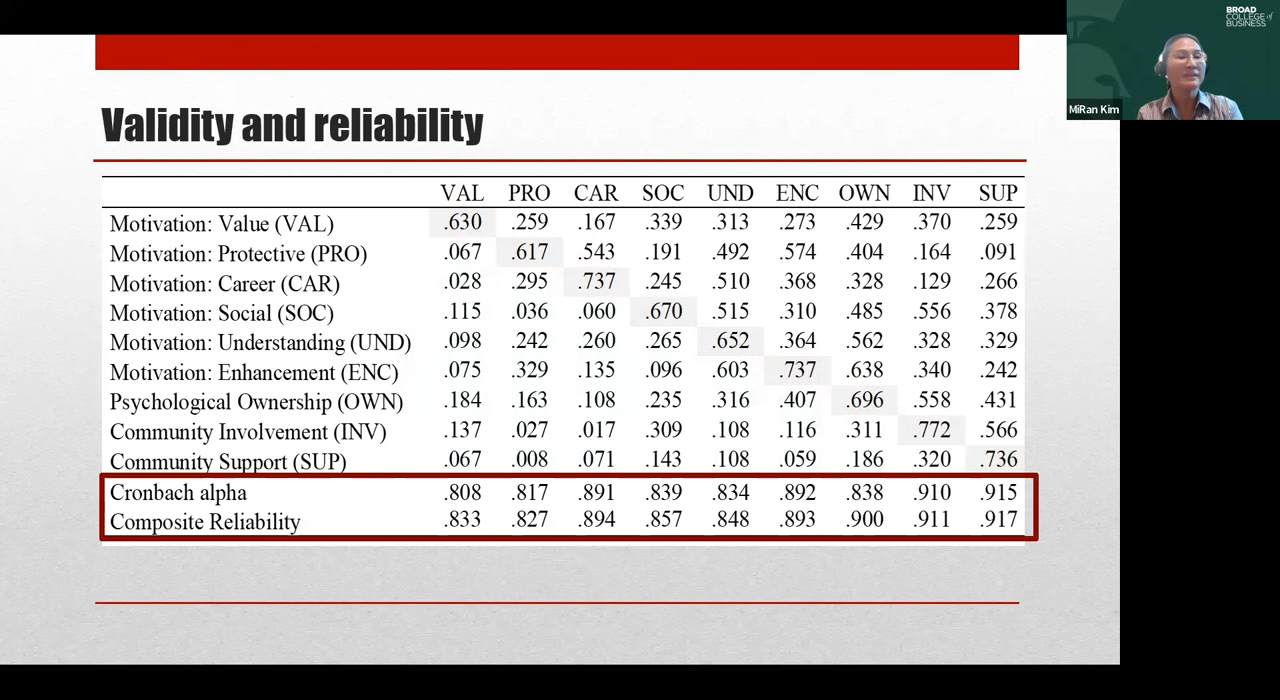 BROAD
COLLEGE of
BUSINESS
MiRan Kim
Validity and reliability
VAL PRO CAR SOC UND ENC OWN INV SUP
Motivation: Value (VAL) .630 .259 .167 .339 .313 .273 .429 .370 .259
Motivation: Protective (PRO) .067 .617 .543 .191 .492 .574 .404 .164 .091
Motivation: Career (CAR) .028 .295 .737 .245 .510 .368 .328 .129 .266
Motivation: Social (SOC) .115 .036 .060 .670 .515 .310 .485 .556 .378
Motivation: Understanding (UND) .098 .242 .260 .265 .652 .364 .562 .328 .329
Motivation: Enhancement (ENC) .075 .329 .135 .096 .603 .737 .638 .340 .242
Psychological Ownership (OWN) .184 .163 .108 .235 .316 .407 .696 .558 .431
Community Involvement (INV) .137 .027 .017 .309 .108 .116 .311 .772 .566
Community Support (SUP) .067 .008 .071 .143 .108 .059 .186 .320 .736
Cronbach alpha .808 .817 .891 .839 .834 .892 .838 .910 .915
Composite Reliability .833 .827 .894 .857 .848 .893 .900 .911 .917